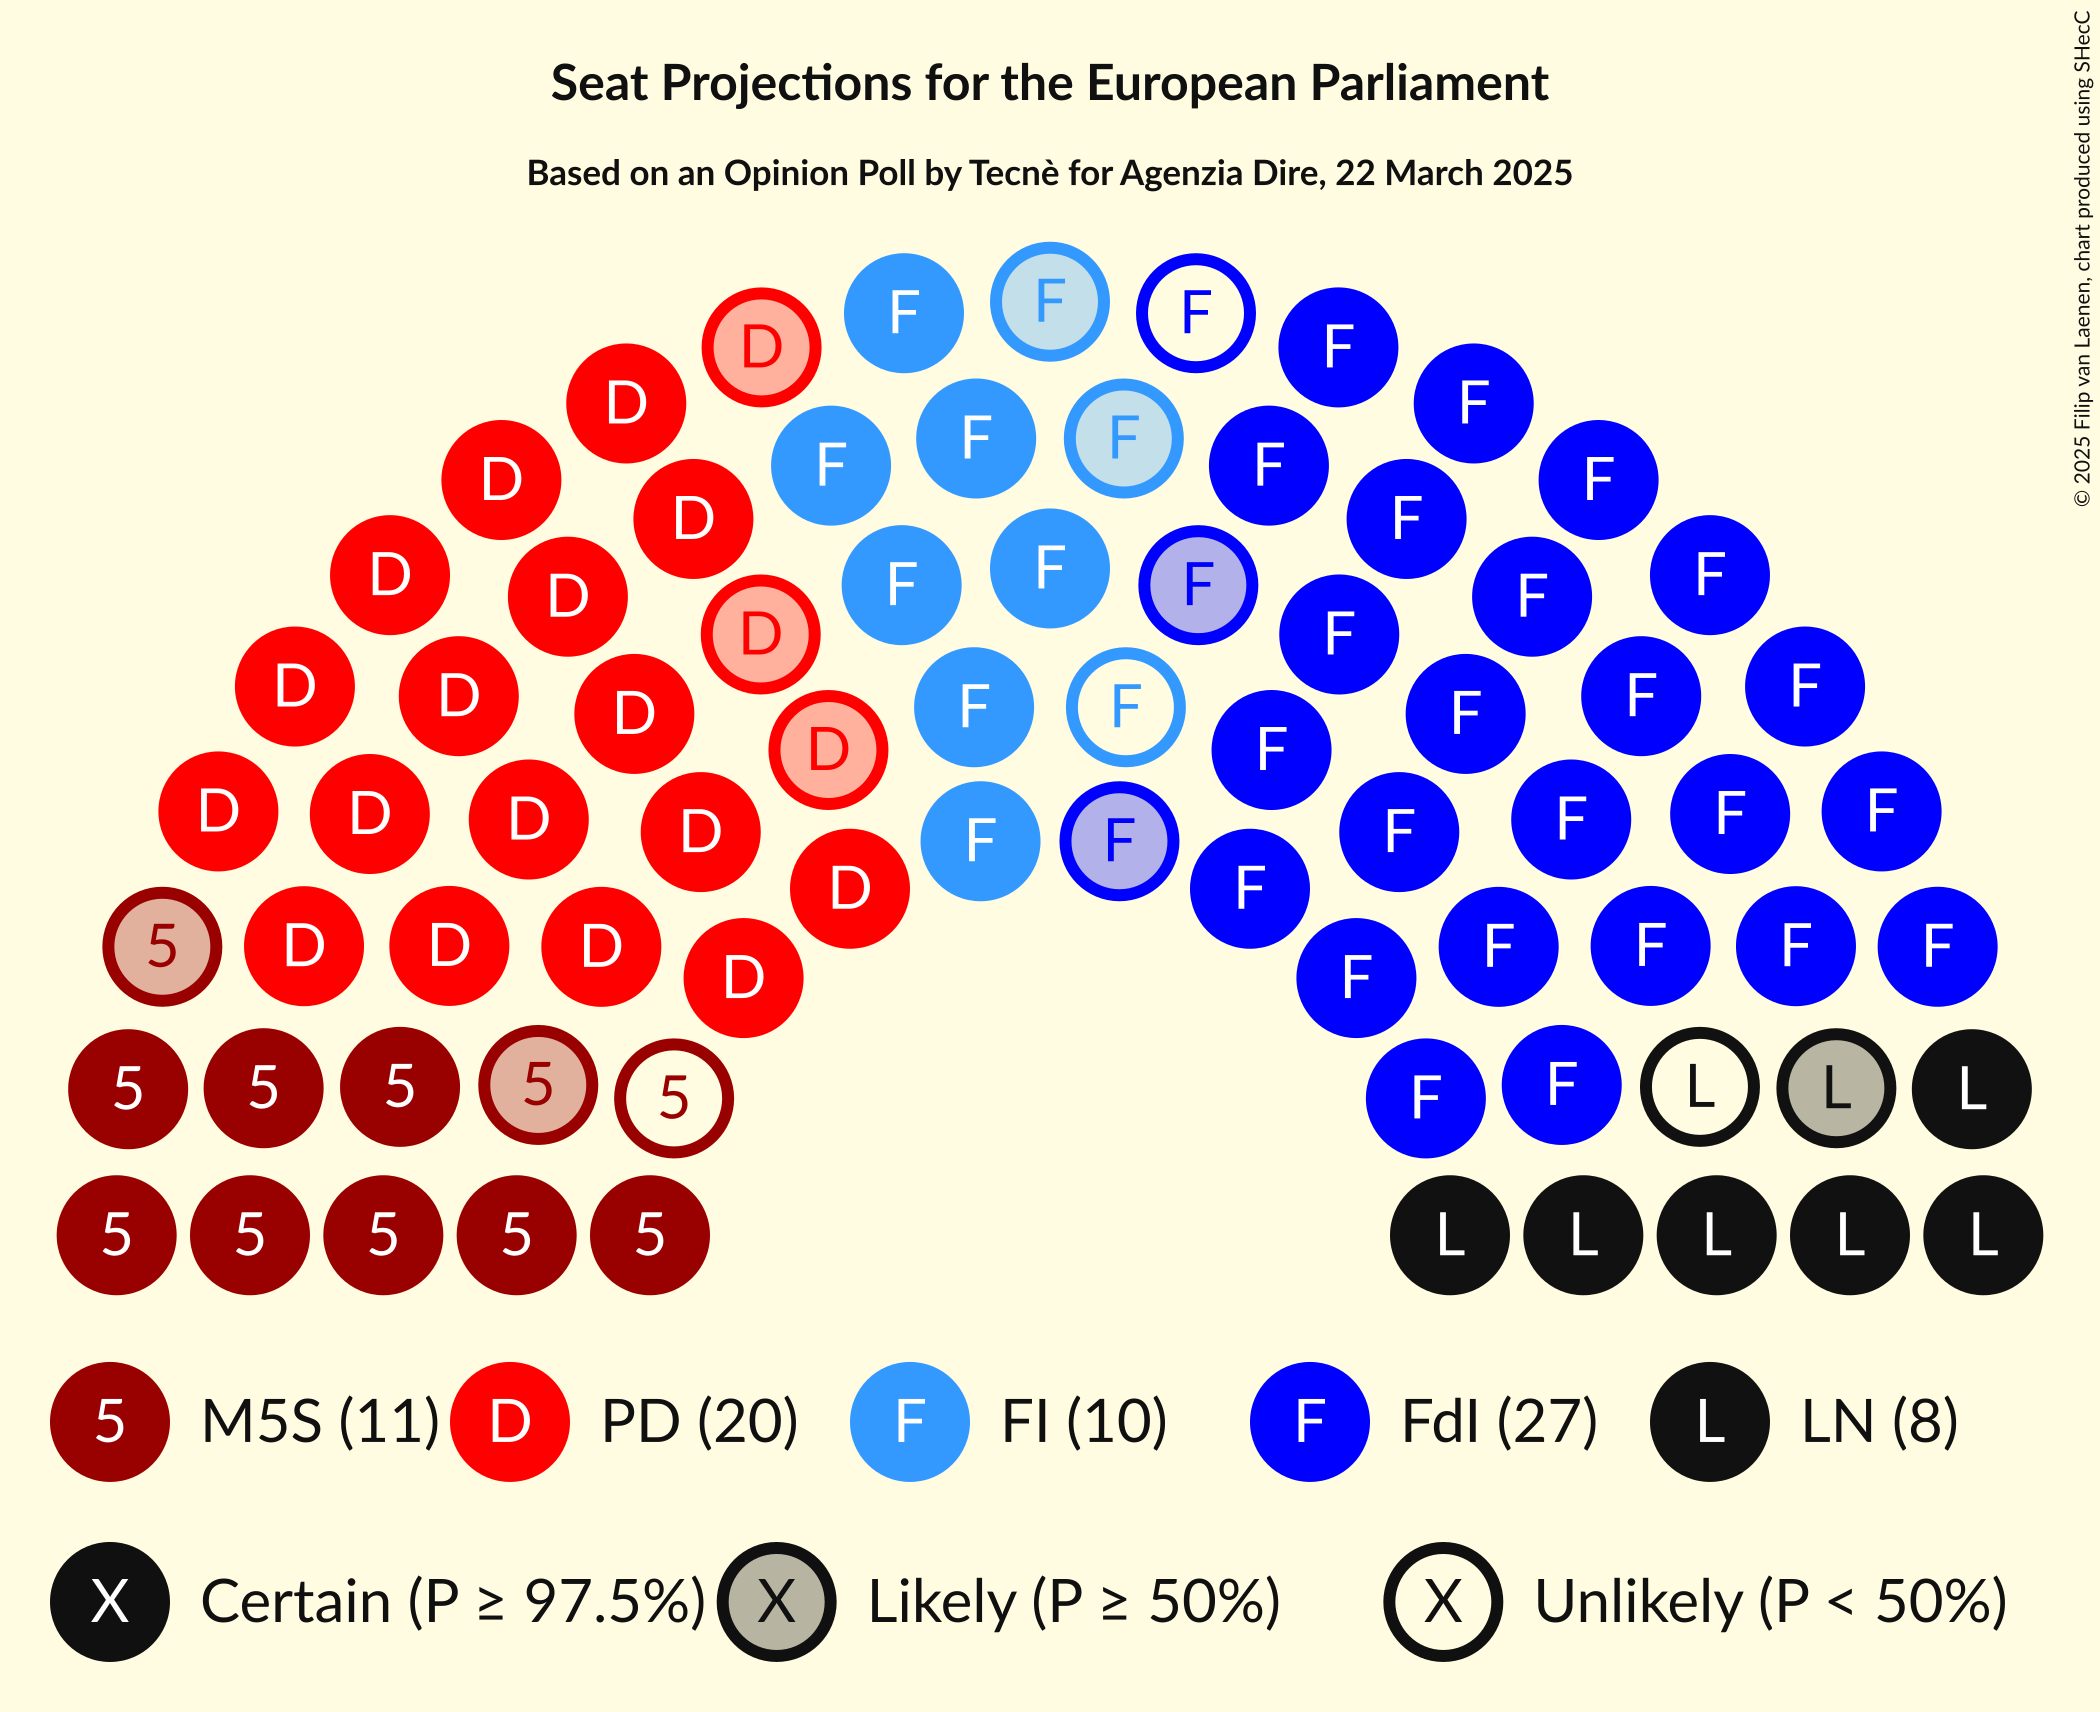 Seat Projections for the European Parliament
Based on an Opinion Poll by Tecnè for Agenzia Dire, 22 March 2025
© 2025 Filip van Laenen, chart produced using SHecC
F F F
D F
D F
F F
F F
D F
D F
D F F F F
D F
D F
D D D F F F F F
D F
D D D D F F F F F F
D F
5 D D D F F F F
D F
5 5 5 5 5 F F L L L
5 5 5 5 5 L L L L L
5 M5S (11) D PD (20) F FI (10) F FdI (27) L LN (8)
X Certain (P ≥ 97.5%) X Likely (P ≥ 50%) X Unlikely (P < 50%)